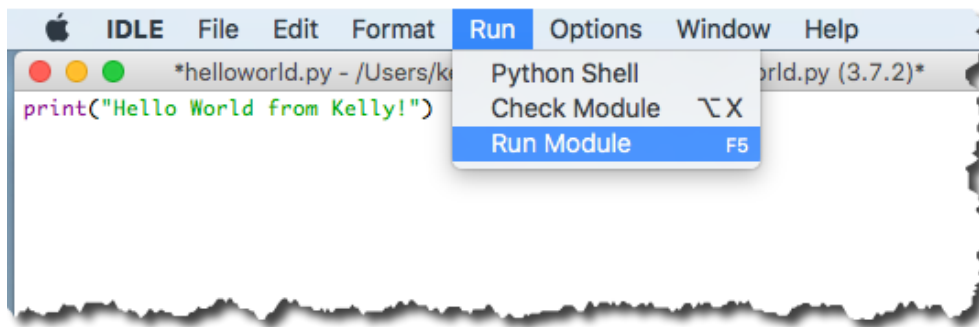 IDLE File Edit Format Run Options Window Help
*helloworld.py - /Users/k rld.py (3.7.2)*
print("Hello World from Kelly!")
Python Shell
Check Module ⌥X
Run Module F5